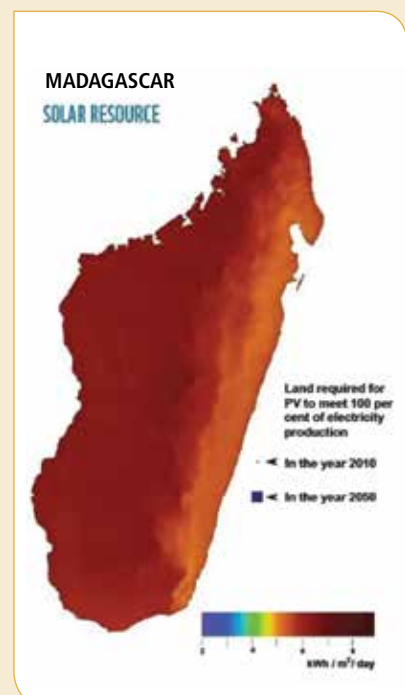 MADAGASCAR
SOLAR RESOURCE
Land required for
PV to meet 100 per
cent of electricity
production
In the year 2010
In the year 2050
kWh / m²/ day